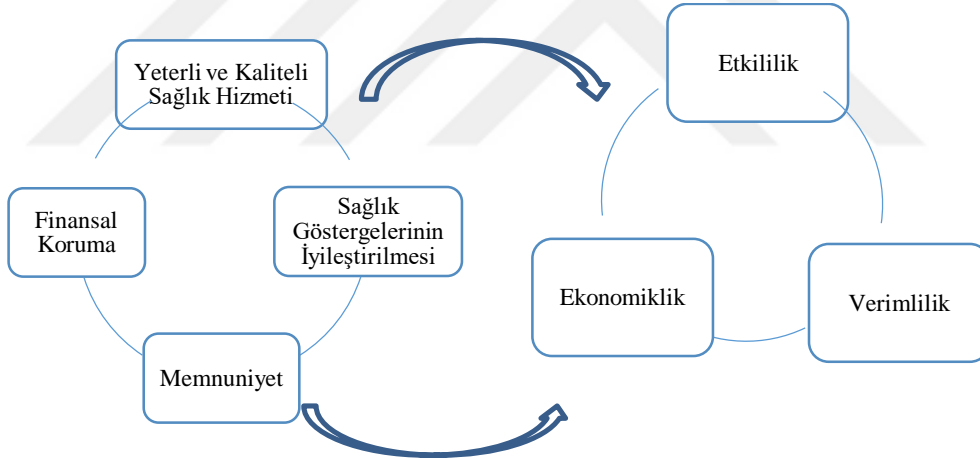 Yeterli ve Kaliteli
Sağlık Hizmeti
Finansal
Koruma
Sağlık
Göstergelerinin
İyileştirilmesi
Memnuniyet
Etkililik
Ekonomiklik
Verimlilik